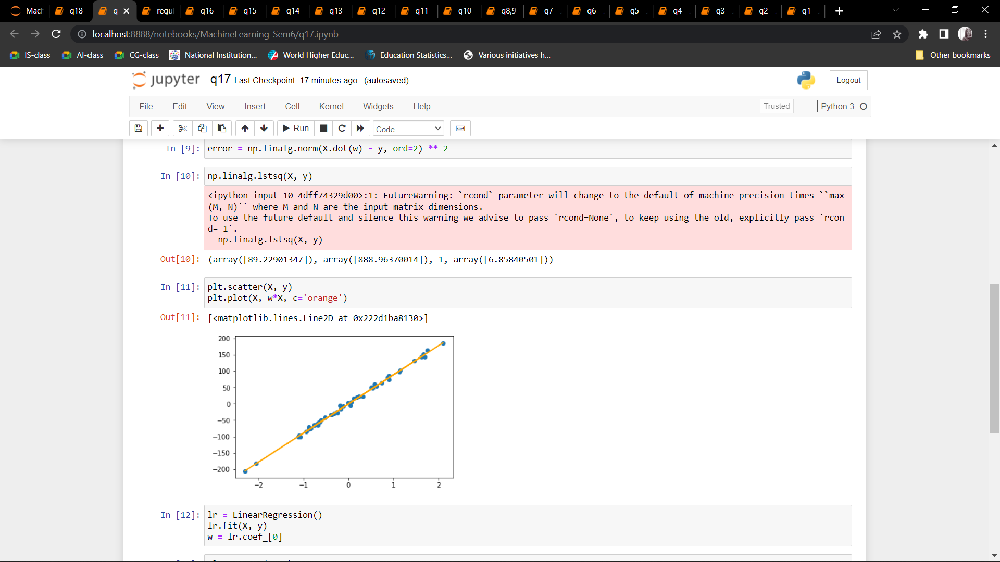 Mach
q18
q
regul
q16
q15
q14
q13
q12
q11
q10
q8,9
q7 -
q6 -
q5 -
q4 -
q3 -
q2 -
q1 -
localhost:8888/notebooks/MachineLearning_Sem6/q17.ipynb
IS-class
AI-class
CG-class
National Institution...
World Higher Educ...
Education Statistics...
Various initiatives h...
Other bookmarks
jupyter q17 Last Checkpoint: 17 minutes ago (autosaved)
Logout
File Edit View Insert Cell Kernel Widgets Help
Trusted
Python 3
Run
Code
In [9]: error = np.linalg.norm(X.dot(w) - y, ord=2) ** 2
In [10]: np.linalg.lstsq(X, y)
<ipython-input-10-4dff74329d00>:1: FutureWarning: `rcond` parameter will change to the default of machine precision times ``max
(M, N)`` where M and N are the input matrix dimensions.
To use the future default and silence this warning we advise to pass `rcond=None`, to keep using the old, explicitly pass `rcon
d=-1`.
np.linalg.lstsq(X, y)
Out[10]: (array([89.22901347]), array([888.96370014]), 1, array([6.85840501]))
In [11]: plt.scatter(X, y)
plt.plot(X, w*X, c='orange')
Out[11]: [<matplotlib.lines.Line2D at 0x222d1ba8130>]
200
150
100
50
0
−50
−100
−150
−200
−2 −1 0 1 2
In [12]: lr = LinearRegression()
lr.fit(X, y)
w = lr.coef_[0]